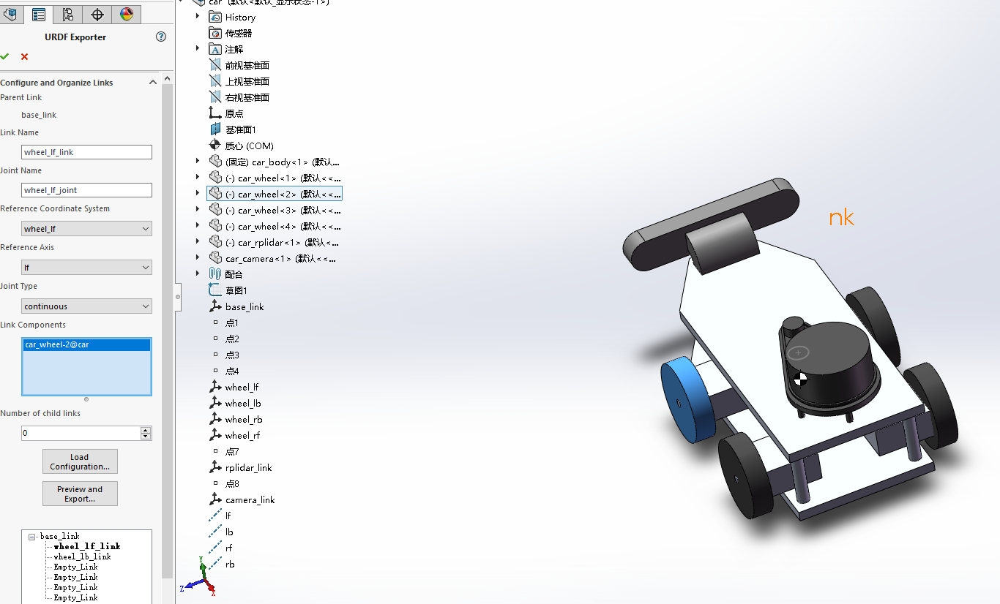 URDF Exporter
Configure and Organize Links
Parent Link
base_link
Link Name
wheel_lf_link
Joint Name
wheel_lf_joint
Reference Coordinate System
wheel_lf
Reference Axis
lf
Joint Type
continuous
Link Components
car_wheel-2@car
Number of child links
0
Load
Configuration...
Preview and
Export...
base_link
wheel_lf_link
wheel_lb_link
Empty_Link
Empty_Link
Empty_Link
Empty_Link
car (默认<默认_显示状态-1>)
History
传感器
注解
前视基准面
上视基准面
右视基准面
原点
基准面1
质心 (COM)
(固定) car_body<1> (默认...
(-) car_wheel<1> (默认<<...
(-) car_wheel<2> (默认<<...
(-) car_wheel<3> (默认<<...
(-) car_wheel<4> (默认<<...
(-) car_rplidar<1> (默认<...
car_camera<1> (默认<<...
配合
草图1
base_link
点1
点2
点3
点4
wheel_lf
wheel_lb
wheel_rb
wheel_rf
点7
rplidar_link
点8
camera_link
lf
lb
rf
rb
Y
Z
X
nk